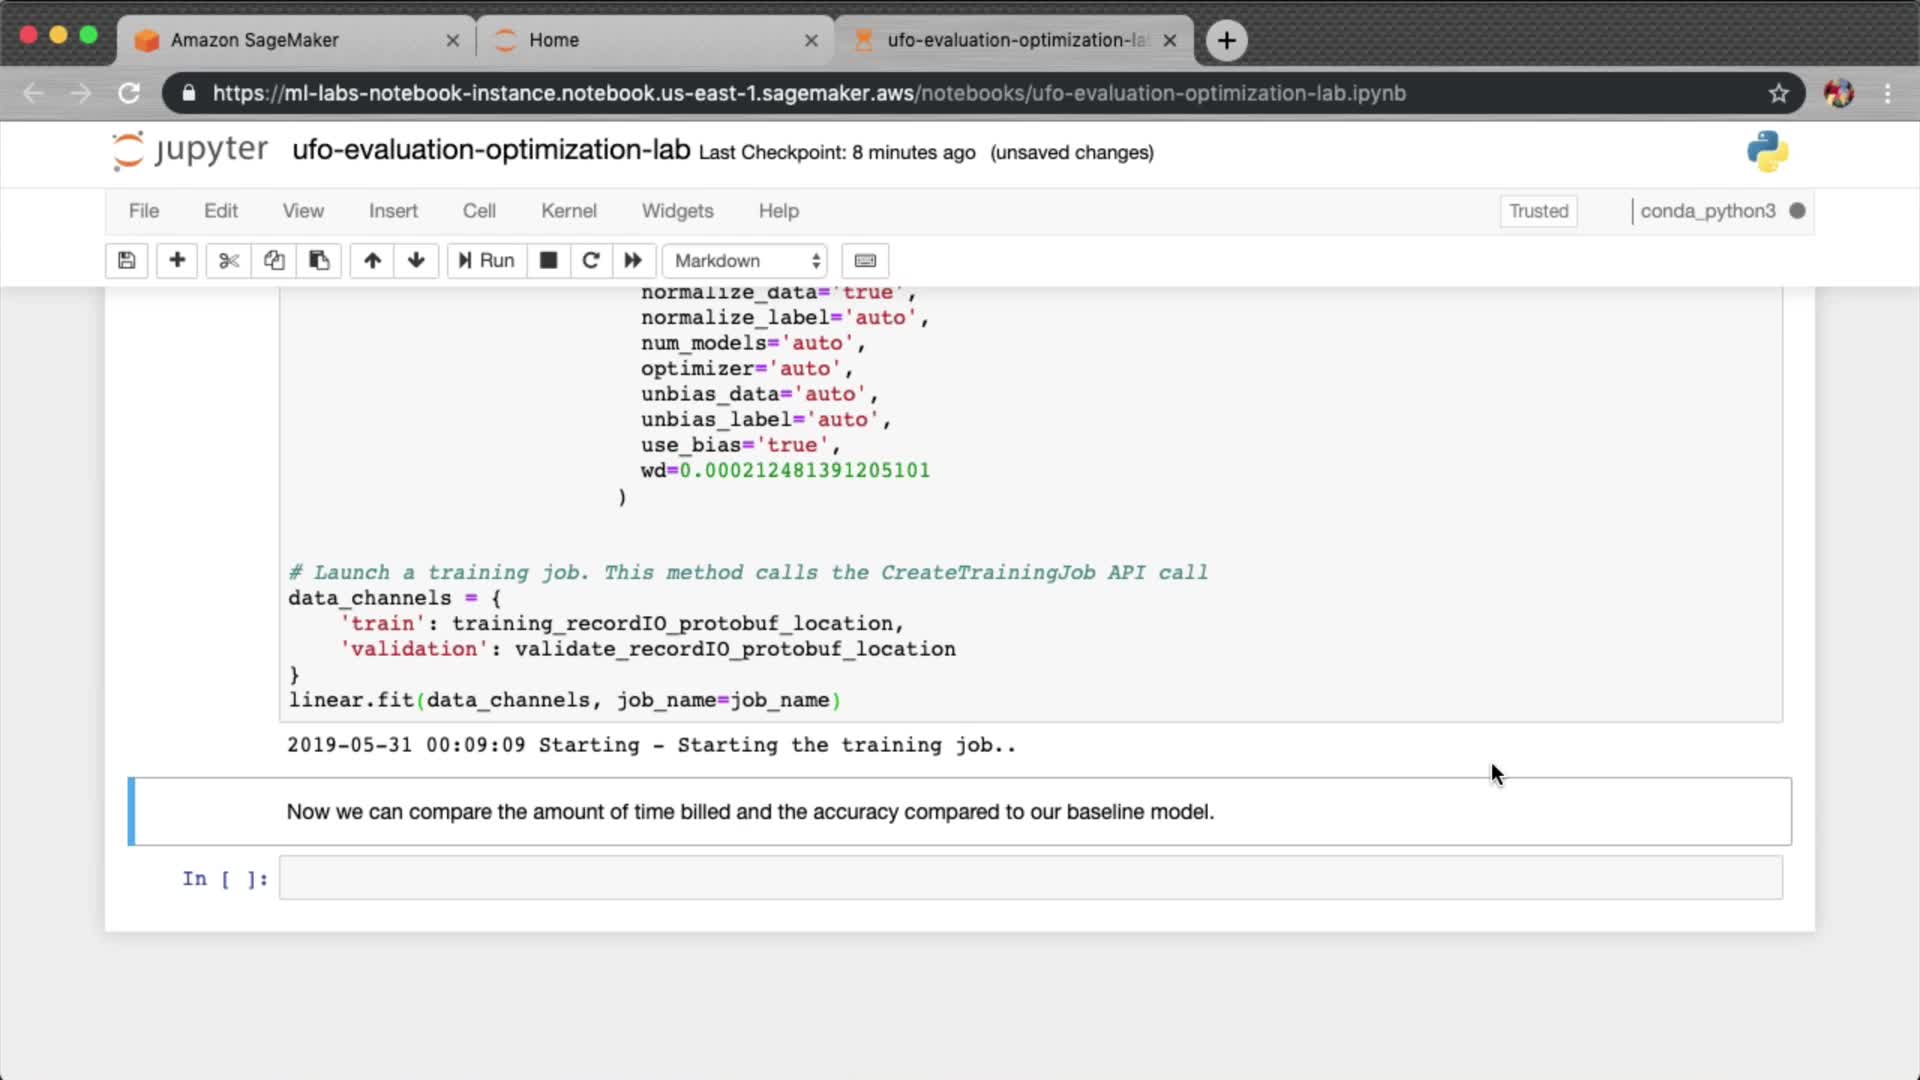 Amazon SageMaker
Home
ufo-evaluation-optimization-la
https://ml-labs-notebook-instance.notebook.us-east-1.sagemaker.aws/notebooks/ufo-evaluation-optimization-lab.ipynb
jupyter ufo-evaluation-optimization-lab Last Checkpoint: 8 minutes ago (unsaved changes)
File Edit View Insert Cell Kernel Widgets Help Trusted conda_python3
Run Markdown
normalize_data='true',
normalize_label='auto',
num_models='auto',
optimizer='auto',
unbias_data='auto',
unbias_label='auto',
use_bias='true',
wd=0.000212481391205101
)
# Launch a training job. This method calls the CreateTrainingJob API call
data_channels = {
'train': training_recordIO_protobuf_location,
'validation': validate_recordIO_protobuf_location
}
linear.fit(data_channels, job_name=job_name)
2019-05-31 00:09:09 Starting - Starting the training job..
Now we can compare the amount of time billed and the accuracy compared to our baseline model.
In [ ]: